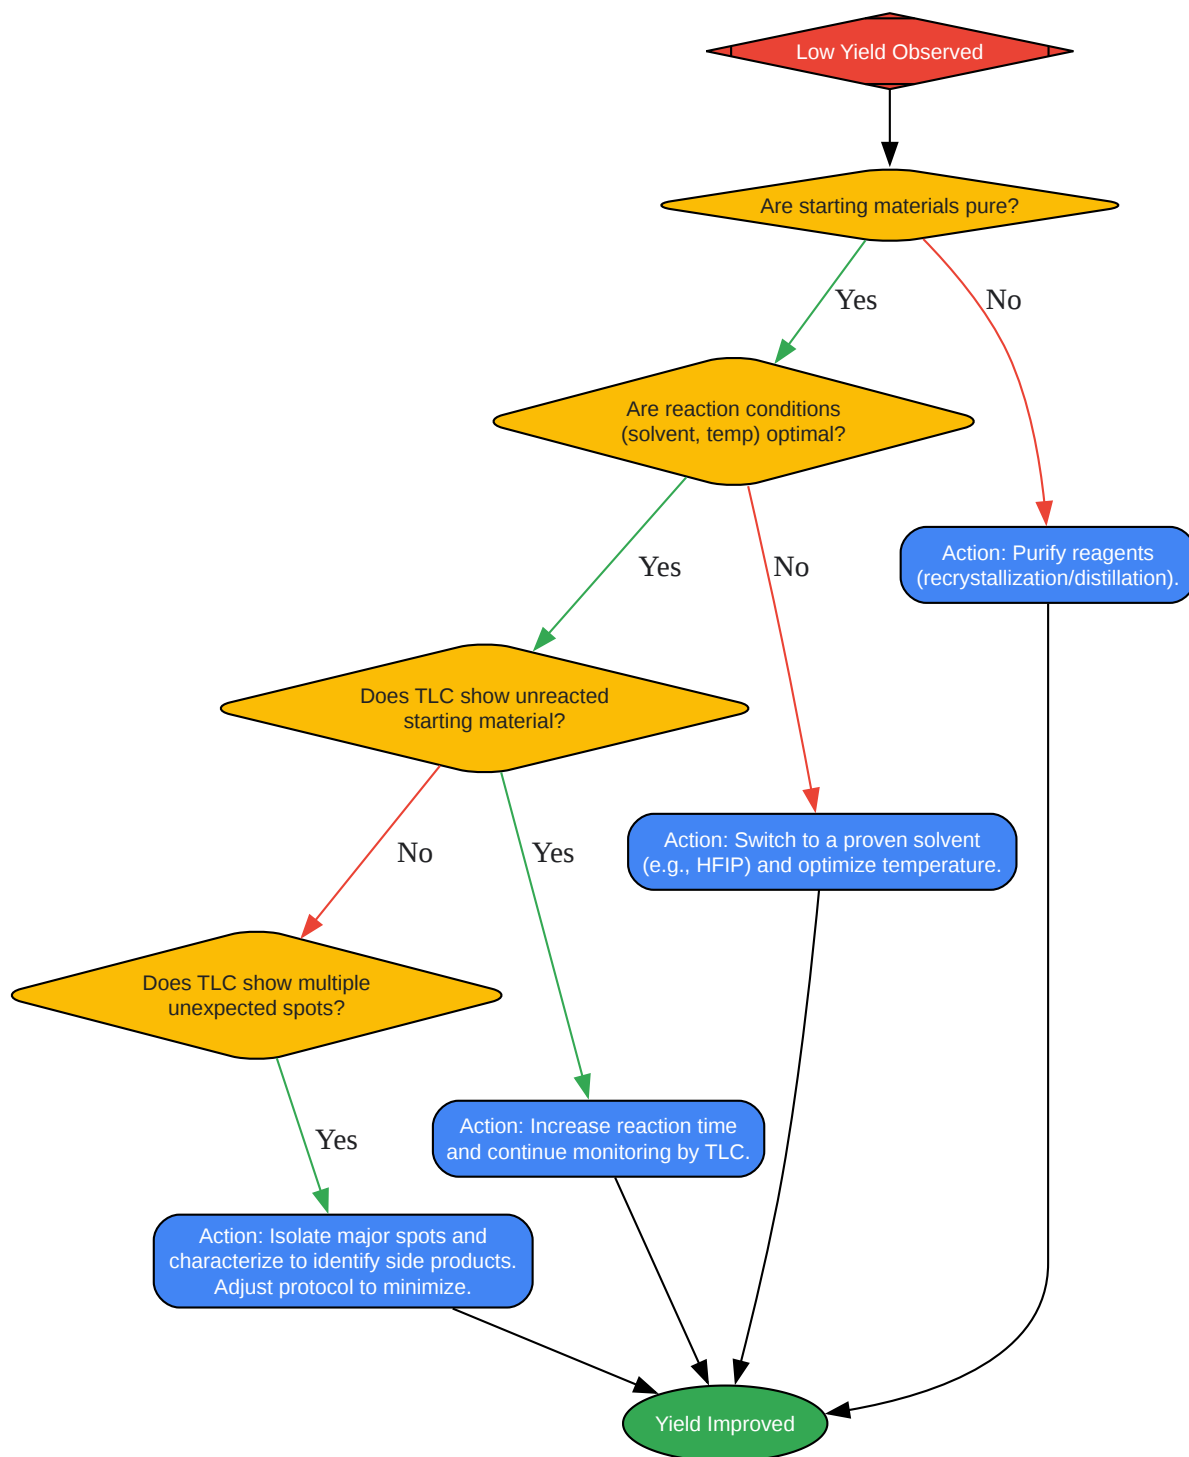 Low Yield Observed
Are starting materials pure?
Yes
No
Are reaction conditions
(solvent, temp) optimal?
Action: Purify reagents
(recrystallization/distillation).
Yes
No
Does TLC show unreacted
starting material?
Action: Switch to a proven solvent
(e.g., HFIP) and optimize temperature.
No
Yes
Does TLC show multiple
unexpected spots?
Action: Increase reaction time
and continue monitoring by TLC.
Yes
Action: Isolate major spots and
characterize to identify side products.
Adjust protocol to minimize.
Yield Improved